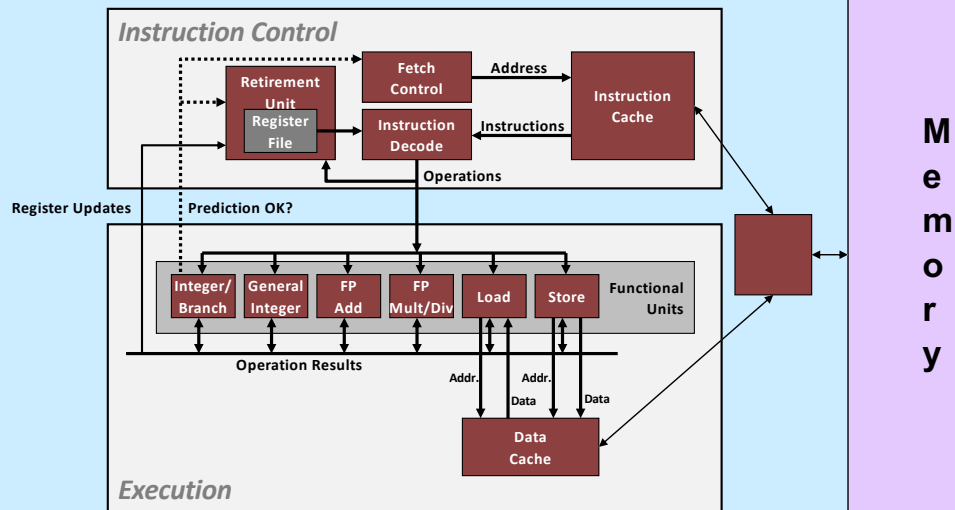 Instruction Control
Fetch
Control
Address
Instruction
Cache
Retirement
Unit
Register
File
Instruction
Decode
Instructions
Operations
Register Updates
Prediction OK?
Integer/
Branch
General
Integer
FP
Add
FP
Mult/Div
Load
Store
Functional
Units
Operation Results
Addr.
Data
Addr.
Data
Data
Cache
Execution
M
e
m
o
r
y